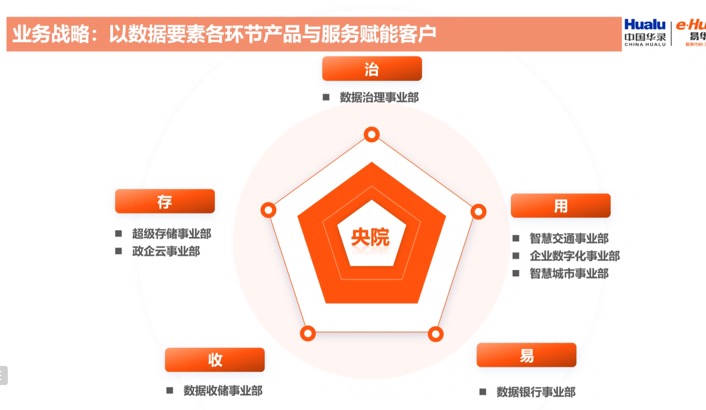 业务战略：以数据要素各环节产品与服务赋能客户
Hualu
中国华录
CHINA HUALU
e·Hu
易华
治
■ 数据治理事业部
存
■ 超级存储事业部
■ 政企云事业部
央院
用
■ 智慧交通事业部
■ 企业数字化事业部
■ 智慧城市事业部
收
■ 数据收储事业部
易
■ 数据银行事业部